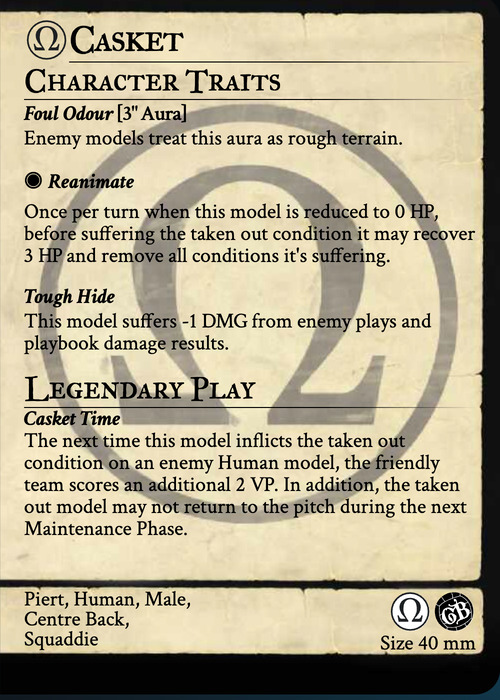 Ω Casket
Character Traits
Foul Odour [3" Aura]
Enemy models treat this aura as rough terrain.
Reanimate
Once per turn when this model is reduced to 0 HP,
before suffering the taken out condition it may recover
3 HP and remove all conditions it's suffering.
Tough Hide
This model suffers -1 DMG from enemy plays and
playbook damage results.
Legendary Play
Casket Time
The next time this model inflicts the taken out
condition on an enemy Human model, the friendly
team scores an additional 2 VP. In addition, the taken
out model may not return to the pitch during the next
Maintenance Phase.
Piert, Human, Male,
Centre Back,
Squaddie
Ω GB
Size 40 mm